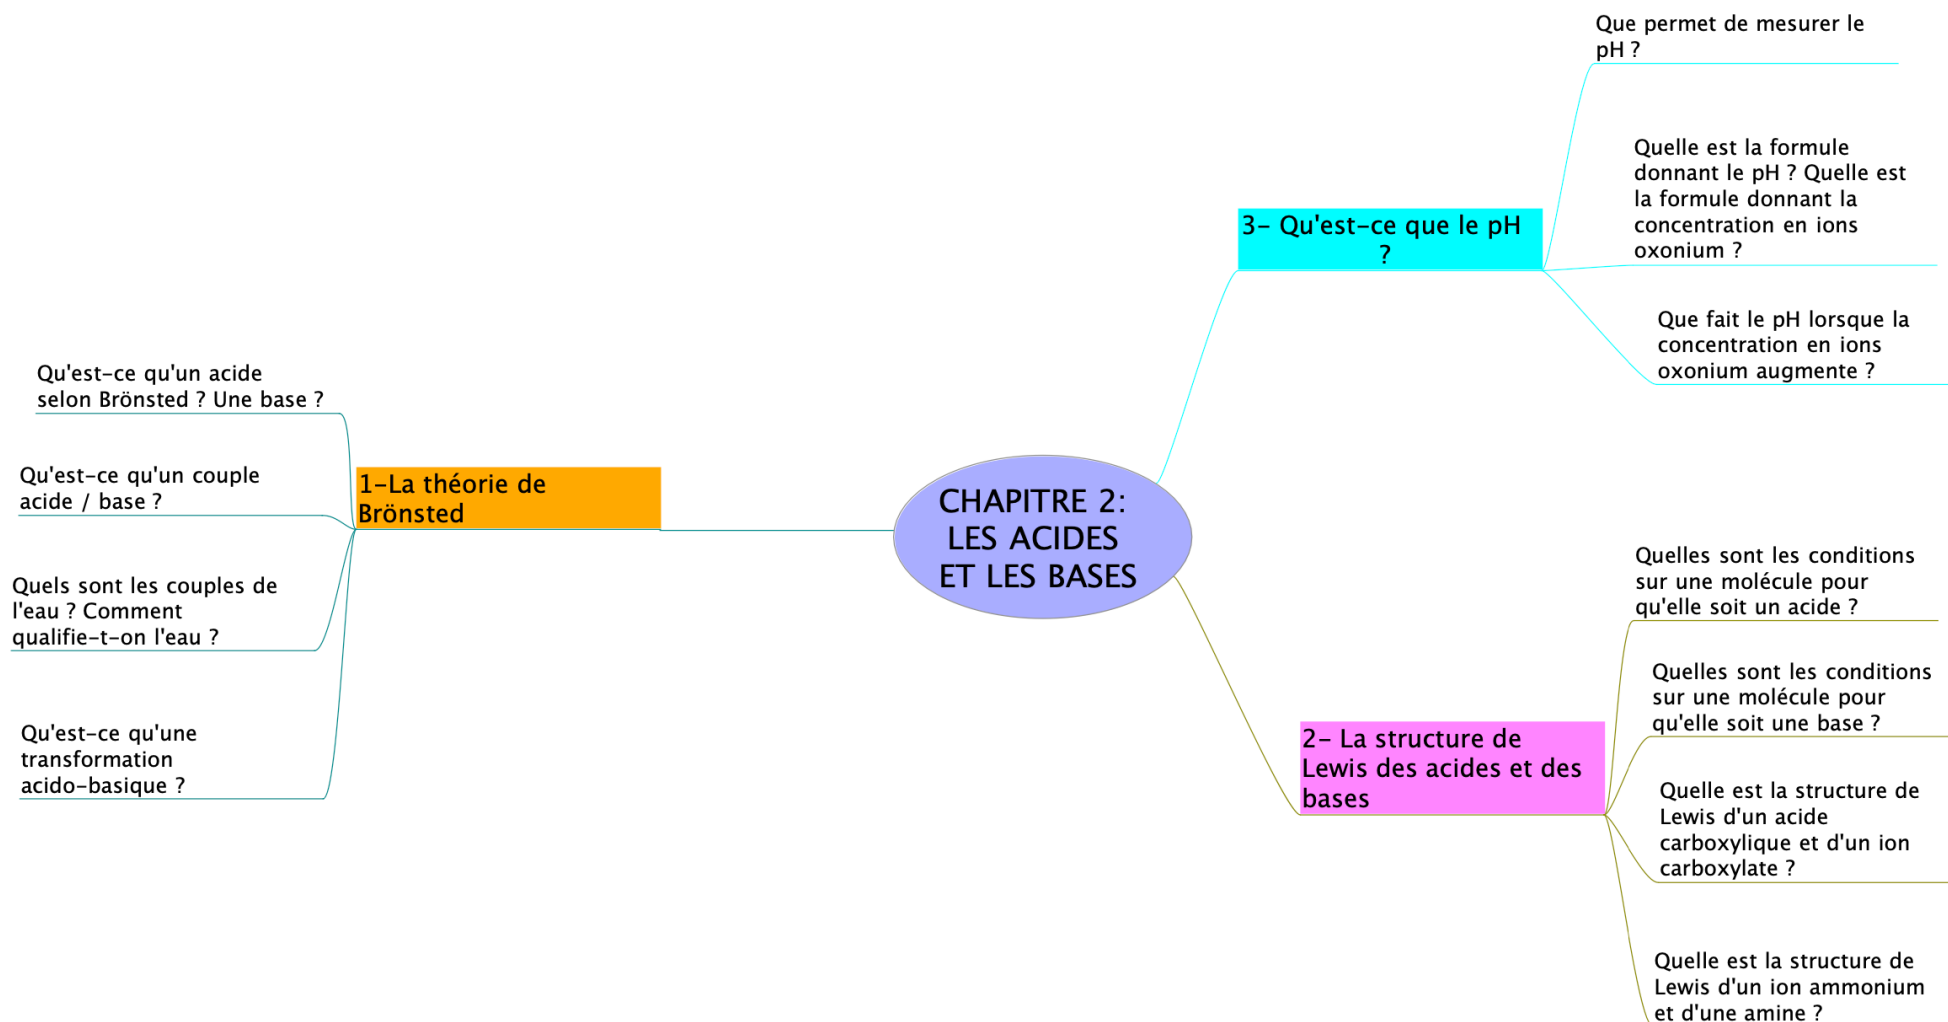 CHAPITRE 2:
LES ACIDES
ET LES BASES
1-La théorie de
Brönsted
Qu'est-ce qu'un acide
selon Brönsted ? Une base ?
Qu'est-ce qu'un couple
acide / base ?
Quels sont les couples de
l'eau ? Comment
qualifie-t-on l'eau ?
Qu'est-ce qu'une
transformation
acido-basique ?
2- La structure de
Lewis des acides et des
bases
Quelles sont les conditions
sur une molécule pour
qu'elle soit un acide ?
Quelles sont les conditions
sur une molécule pour
qu'elle soit une base ?
Quelle est la structure de
Lewis d'un acide
carboxylique et d'un ion
carboxylate ?
Quelle est la structure de
Lewis d'un ion ammonium
et d'une amine ?
3- Qu'est-ce que le pH
?
Que permet de mesurer le
pH ?
Quelle est la formule
donnant le pH ? Quelle est
la formule donnant la
concentration en ions
oxonium ?
Que fait le pH lorsque la
concentration en ions
oxonium augmente ?